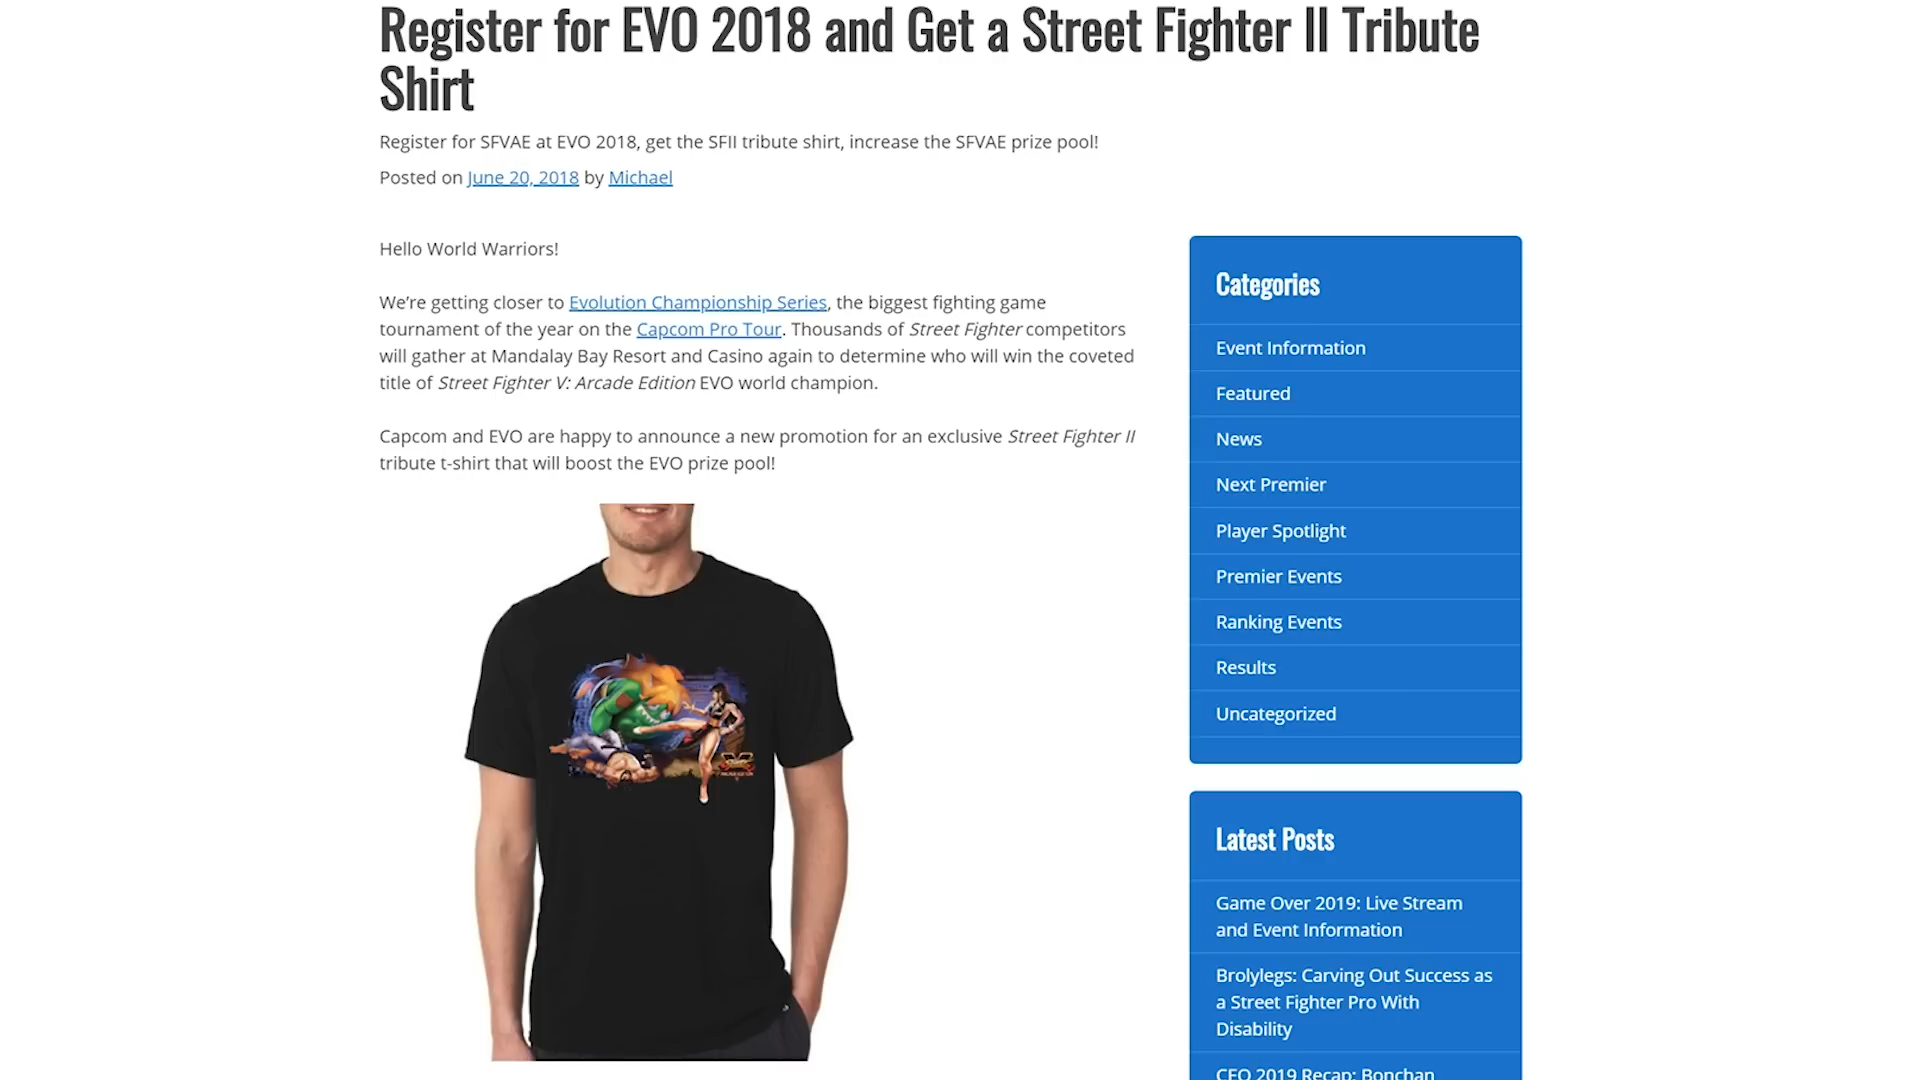 Register for EVO 2018 and Get a Street Fighter II Tribute
Shirt
Register for SFVAE at EVO 2018, get the SFII tribute shirt, increase the SFVAE prize pool!
Posted on June 20, 2018 by Michael
Hello World Warriors!
We’re getting closer to Evolution Championship Series, the biggest fighting game
tournament of the year on the Capcom Pro Tour. Thousands of Street Fighter competitors
will gather at Mandalay Bay Resort and Casino again to determine who will win the coveted
title of Street Fighter V: Arcade Edition EVO world champion.
Capcom and EVO are happy to announce a new promotion for an exclusive Street Fighter II
tribute t-shirt that will boost the EVO prize pool!
Categories
Event Information
Featured
News
Next Premier
Player Spotlight
Premier Events
Ranking Events
Results
Uncategorized
Latest Posts
Game Over 2019: Live Stream
and Event Information
Brolylegs: Carving Out Success as
a Street Fighter Pro With
Disability
CEO 2019 Recap: Bonchan